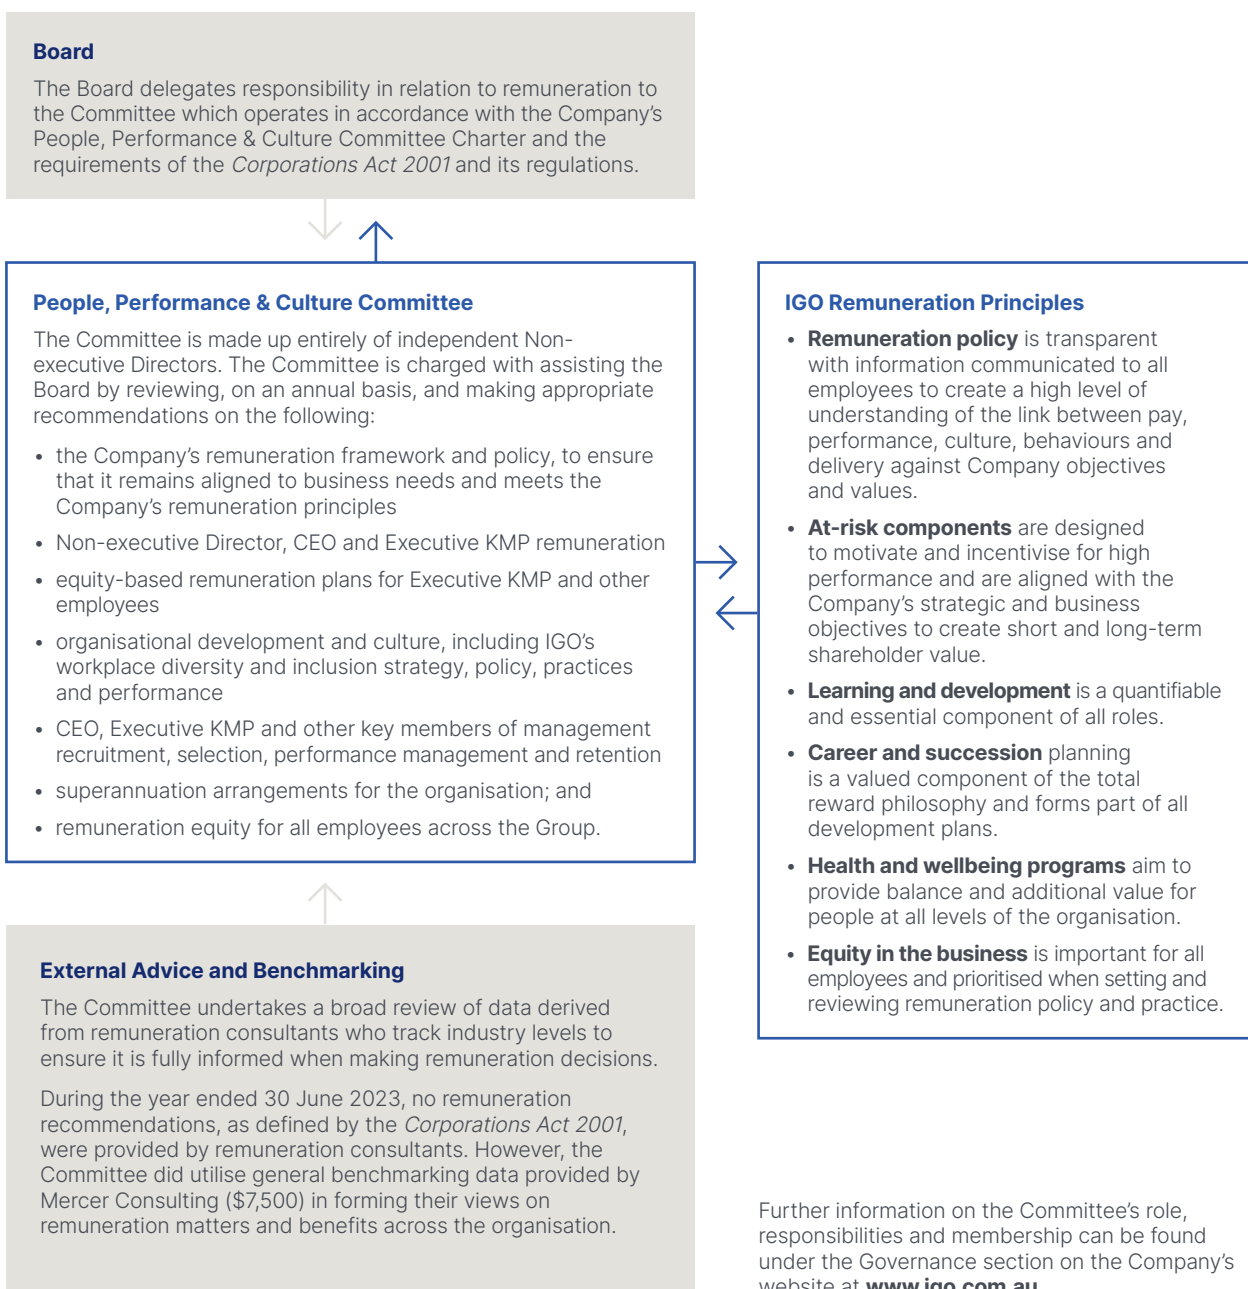 Board
The Board delegates responsibility in relation to remuneration to
the Committee which operates in accordance with the Company's
People, Performance & Culture Committee Charter and the
requirements of the Corporations Act 2001 and its regulations.
People, Performance & Culture Committee
The Committee is made up entirely of independent Non-
executive Directors. The Committee is charged with assisting the
Board by reviewing, on an annual basis, and making appropriate
recommendations on the following:
• the Company's remuneration framework and policy, to ensure
that it remains aligned to business needs and meets the
Company's remuneration principles
• Non-executive Director, CEO and Executive KMP remuneration
• equity-based remuneration plans for Executive KMP and other
employees
• organisational development and culture, including IGO's
workplace diversity and inclusion strategy, policy, practices
and performance
• CEO, Executive KMP and other key members of management
recruitment, selection, performance management and retention
• superannuation arrangements for the organisation; and
• remuneration equity for all employees across the Group.
External Advice and Benchmarking
The Committee undertakes a broad review of data derived
from remuneration consultants who track industry levels to
ensure it is fully informed when making remuneration decisions.
During the year ended 30 June 2023, no remuneration
recommendations, as defined by the Corporations Act 2001,
were provided by remuneration consultants. However, the
Committee did utilise general benchmarking data provided by
Mercer Consulting ($7,500) in forming their views on
remuneration matters and benefits across the organisation.
IGO Remuneration Principles
• Remuneration policy is transparent
with information communicated to all
employees to create a high level of
understanding of the link between pay,
performance, culture, behaviours and
delivery against Company objectives
and values.
• At-risk components are designed
to motivate and incentivise for high
performance and are aligned with the
Company's strategic and business
objectives to create short and long-term
shareholder value.
• Learning and development is a quantifiable
and essential component of all roles.
• Career and succession planning
is a valued component of the total
reward philosophy and forms part of all
development plans.
• Health and wellbeing programs aim to
provide balance and additional value for
people at all levels of the organisation.
• Equity in the business is important for all
employees and prioritised when setting and
reviewing remuneration policy and practice.
Further information on the Committee's role,
responsibilities and membership can be found
under the Governance section on the Company's
website at www.igo.com.au